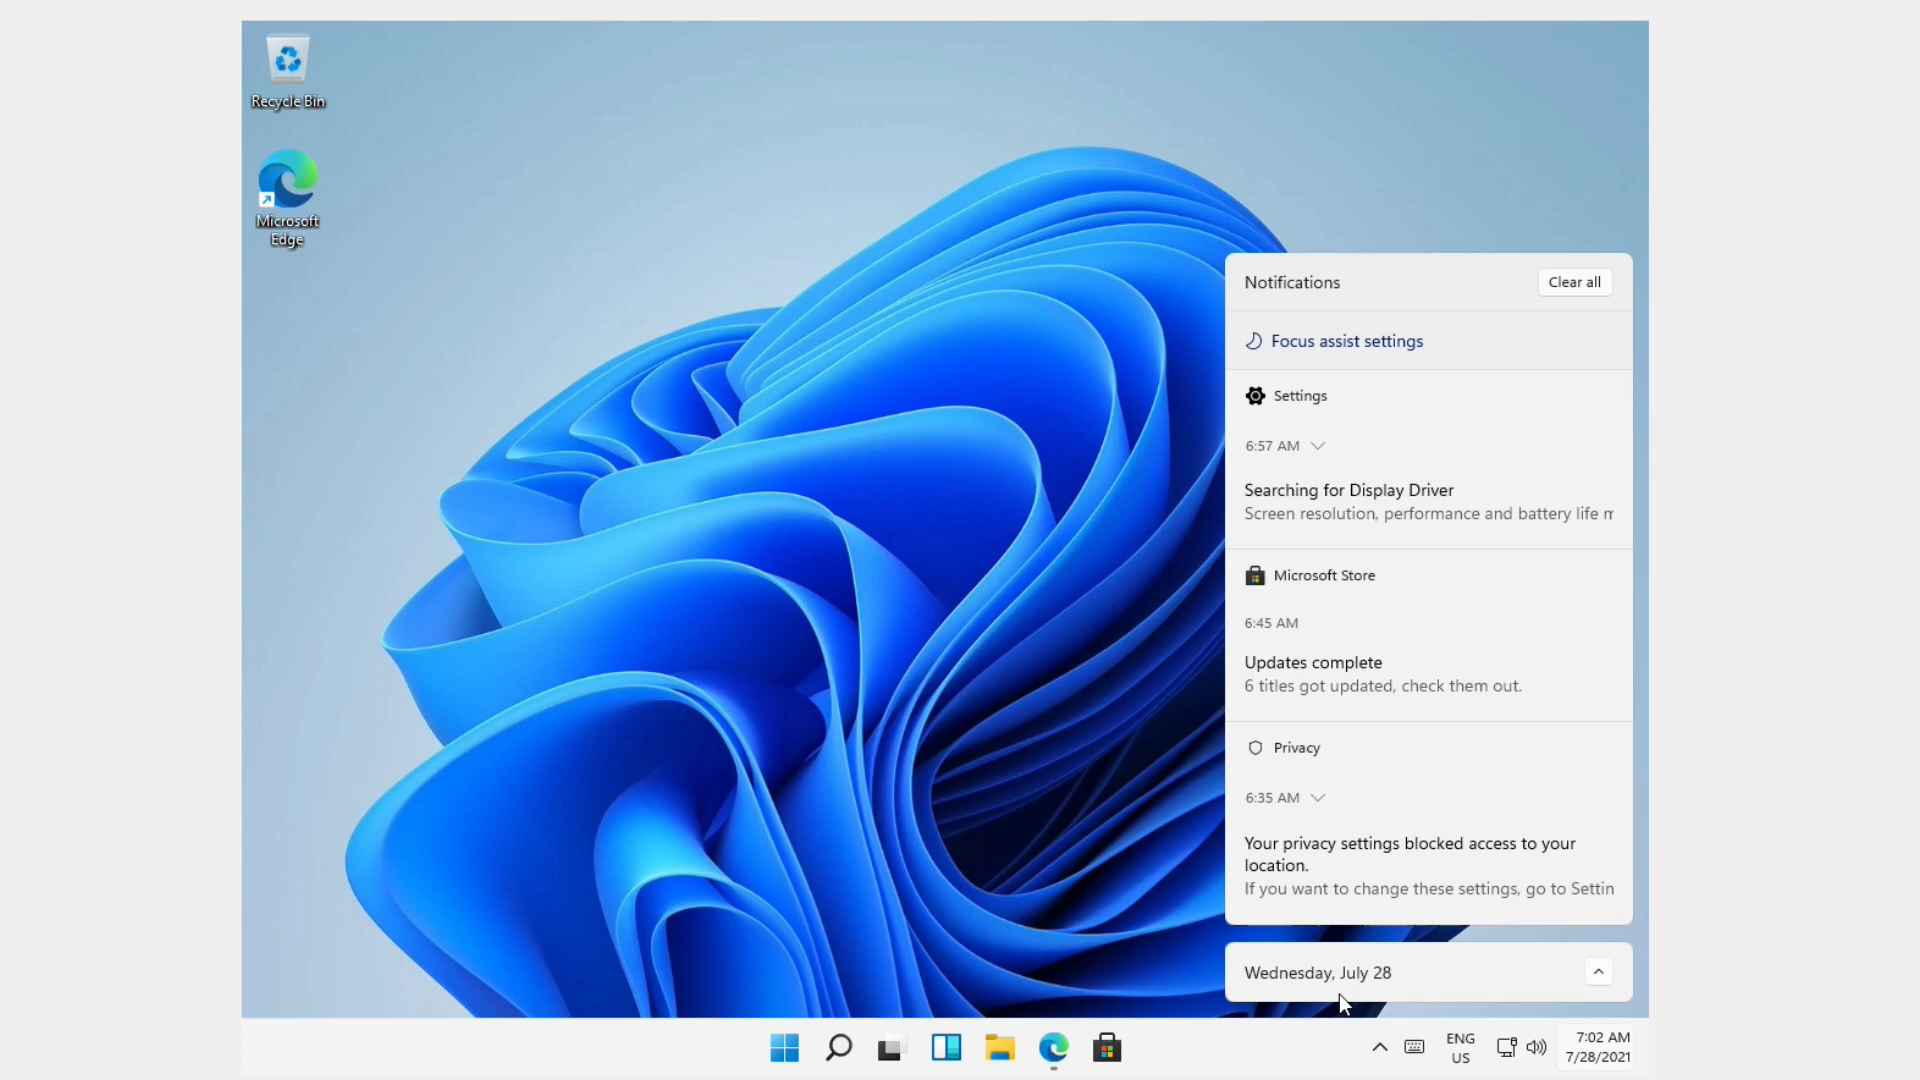 Recycle Bin
Microsoft
Edge
Notifications
Clear all
Focus assist settings
Settings
6:57 AM
Searching for Display Driver
Screen resolution, performance and battery life m
Microsoft Store
6:45 AM
Updates complete
6 titles got updated, check them out.
Privacy
6:35 AM
Your privacy settings blocked access to your
location.
If you want to change these settings, go to Settin
Wednesday, July 28
ENG
US
7:02 AM
7/28/2021